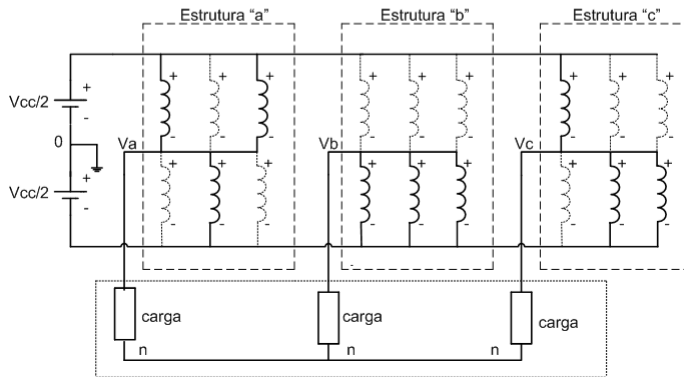 Estrutura “a” Estrutura “b” Estrutura “c”
+ + + + + + + + + +
Vcc/2
- - - - - - - - - -
0 Va Vb Vc
+ + + + + + + + + +
Vcc/2
- - - - - - - - - -
carga carga carga
n n n